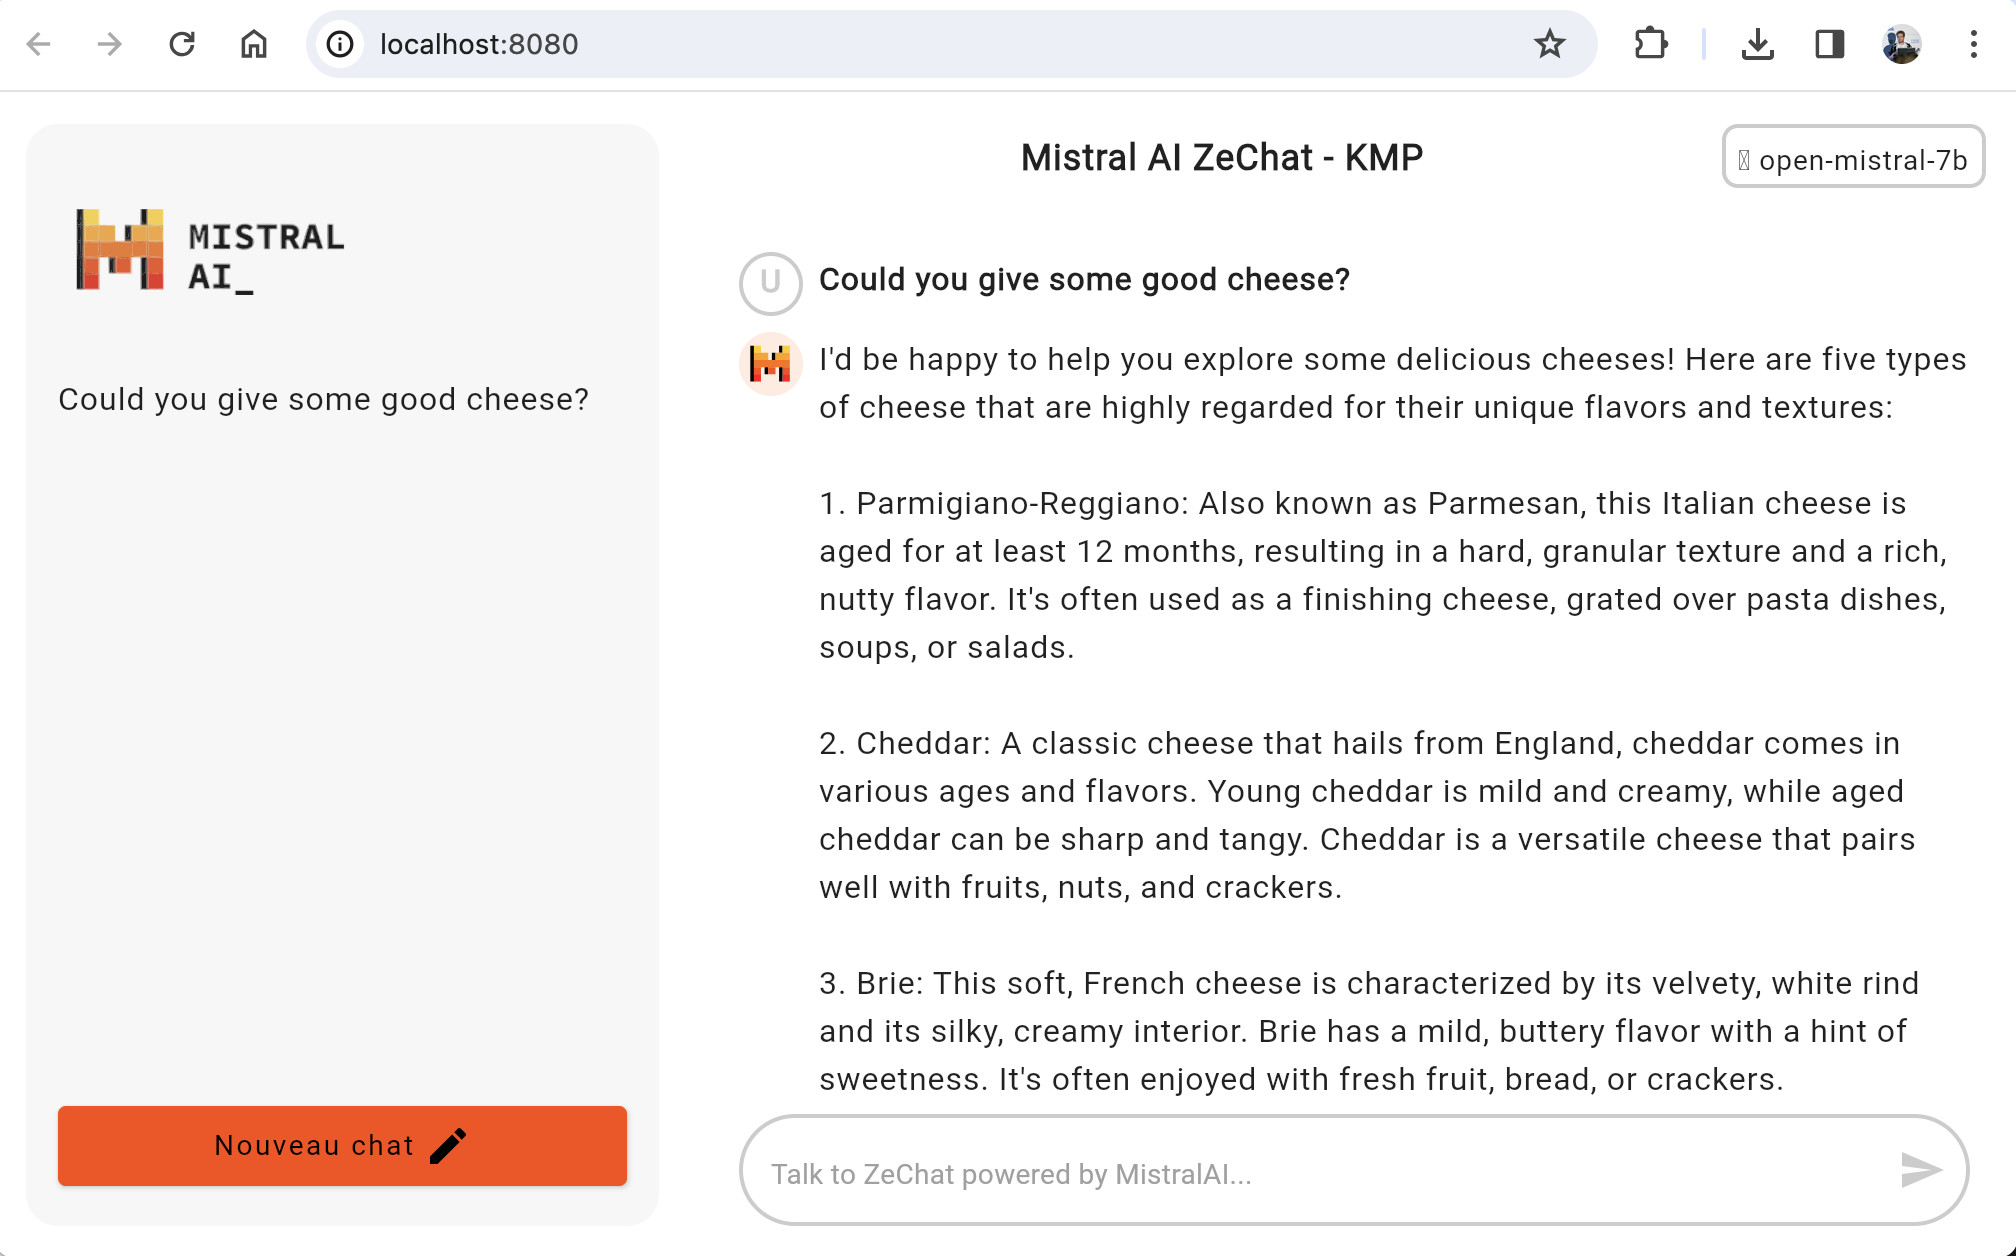 localhost:8080
MISTRAL
AI_
Could you give some good cheese?
Nouveau chat
Mistral AI ZeChat - KMP
open-mistral-7b
U
Could you give some good cheese?
I'd be happy to help you explore some delicious cheeses! Here are five types
of cheese that are highly regarded for their unique flavors and textures:
1. Parmigiano-Reggiano: Also known as Parmesan, this Italian cheese is
aged for at least 12 months, resulting in a hard, granular texture and a rich,
nutty flavor. It's often used as a finishing cheese, grated over pasta dishes,
soups, or salads.
2. Cheddar: A classic cheese that hails from England, cheddar comes in
various ages and flavors. Young cheddar is mild and creamy, while aged
cheddar can be sharp and tangy. Cheddar is a versatile cheese that pairs
well with fruits, nuts, and crackers.
3. Brie: This soft, French cheese is characterized by its velvety, white rind
and its silky, creamy interior. Brie has a mild, buttery flavor with a hint of
sweetness. It's often enjoyed with fresh fruit, bread, or crackers.
Talk to ZeChat powered by MistralAI...